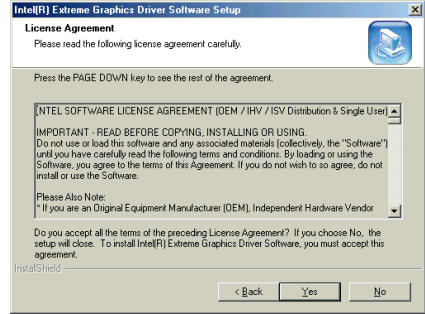 Intel(R) Extreme Graphics Driver Software Setup
License Agreement
Please read the following license agreement carefully.
Press the PAGE DOWN key to see the rest of the agreement.
INTEL SOFTWARE LICENSE AGREEMENT (OEM / IHV / ISV Distribution & Single User)
IMPORTANT - READ BEFORE COPYING, INSTALLING OR USING.
Do not use or load this software and any associated materials (collectively, the "Software")
until you have carefully read the following terms and conditions. By loading or using the
Software, you agree to the terms of this Agreement. If you do not wish to so agree, do not
install or use the Software.
Please Also Note:
* If you are an Original Equipment Manufacturer (OEM), Independent Hardware Vendor
Do you accept all the terms of the preceding License Agreement? If you choose No, the
setup will close. To install Intel(R) Extreme Graphics Driver Software, you must accept this
agreement.
InstallShield
< Back
Yes
No